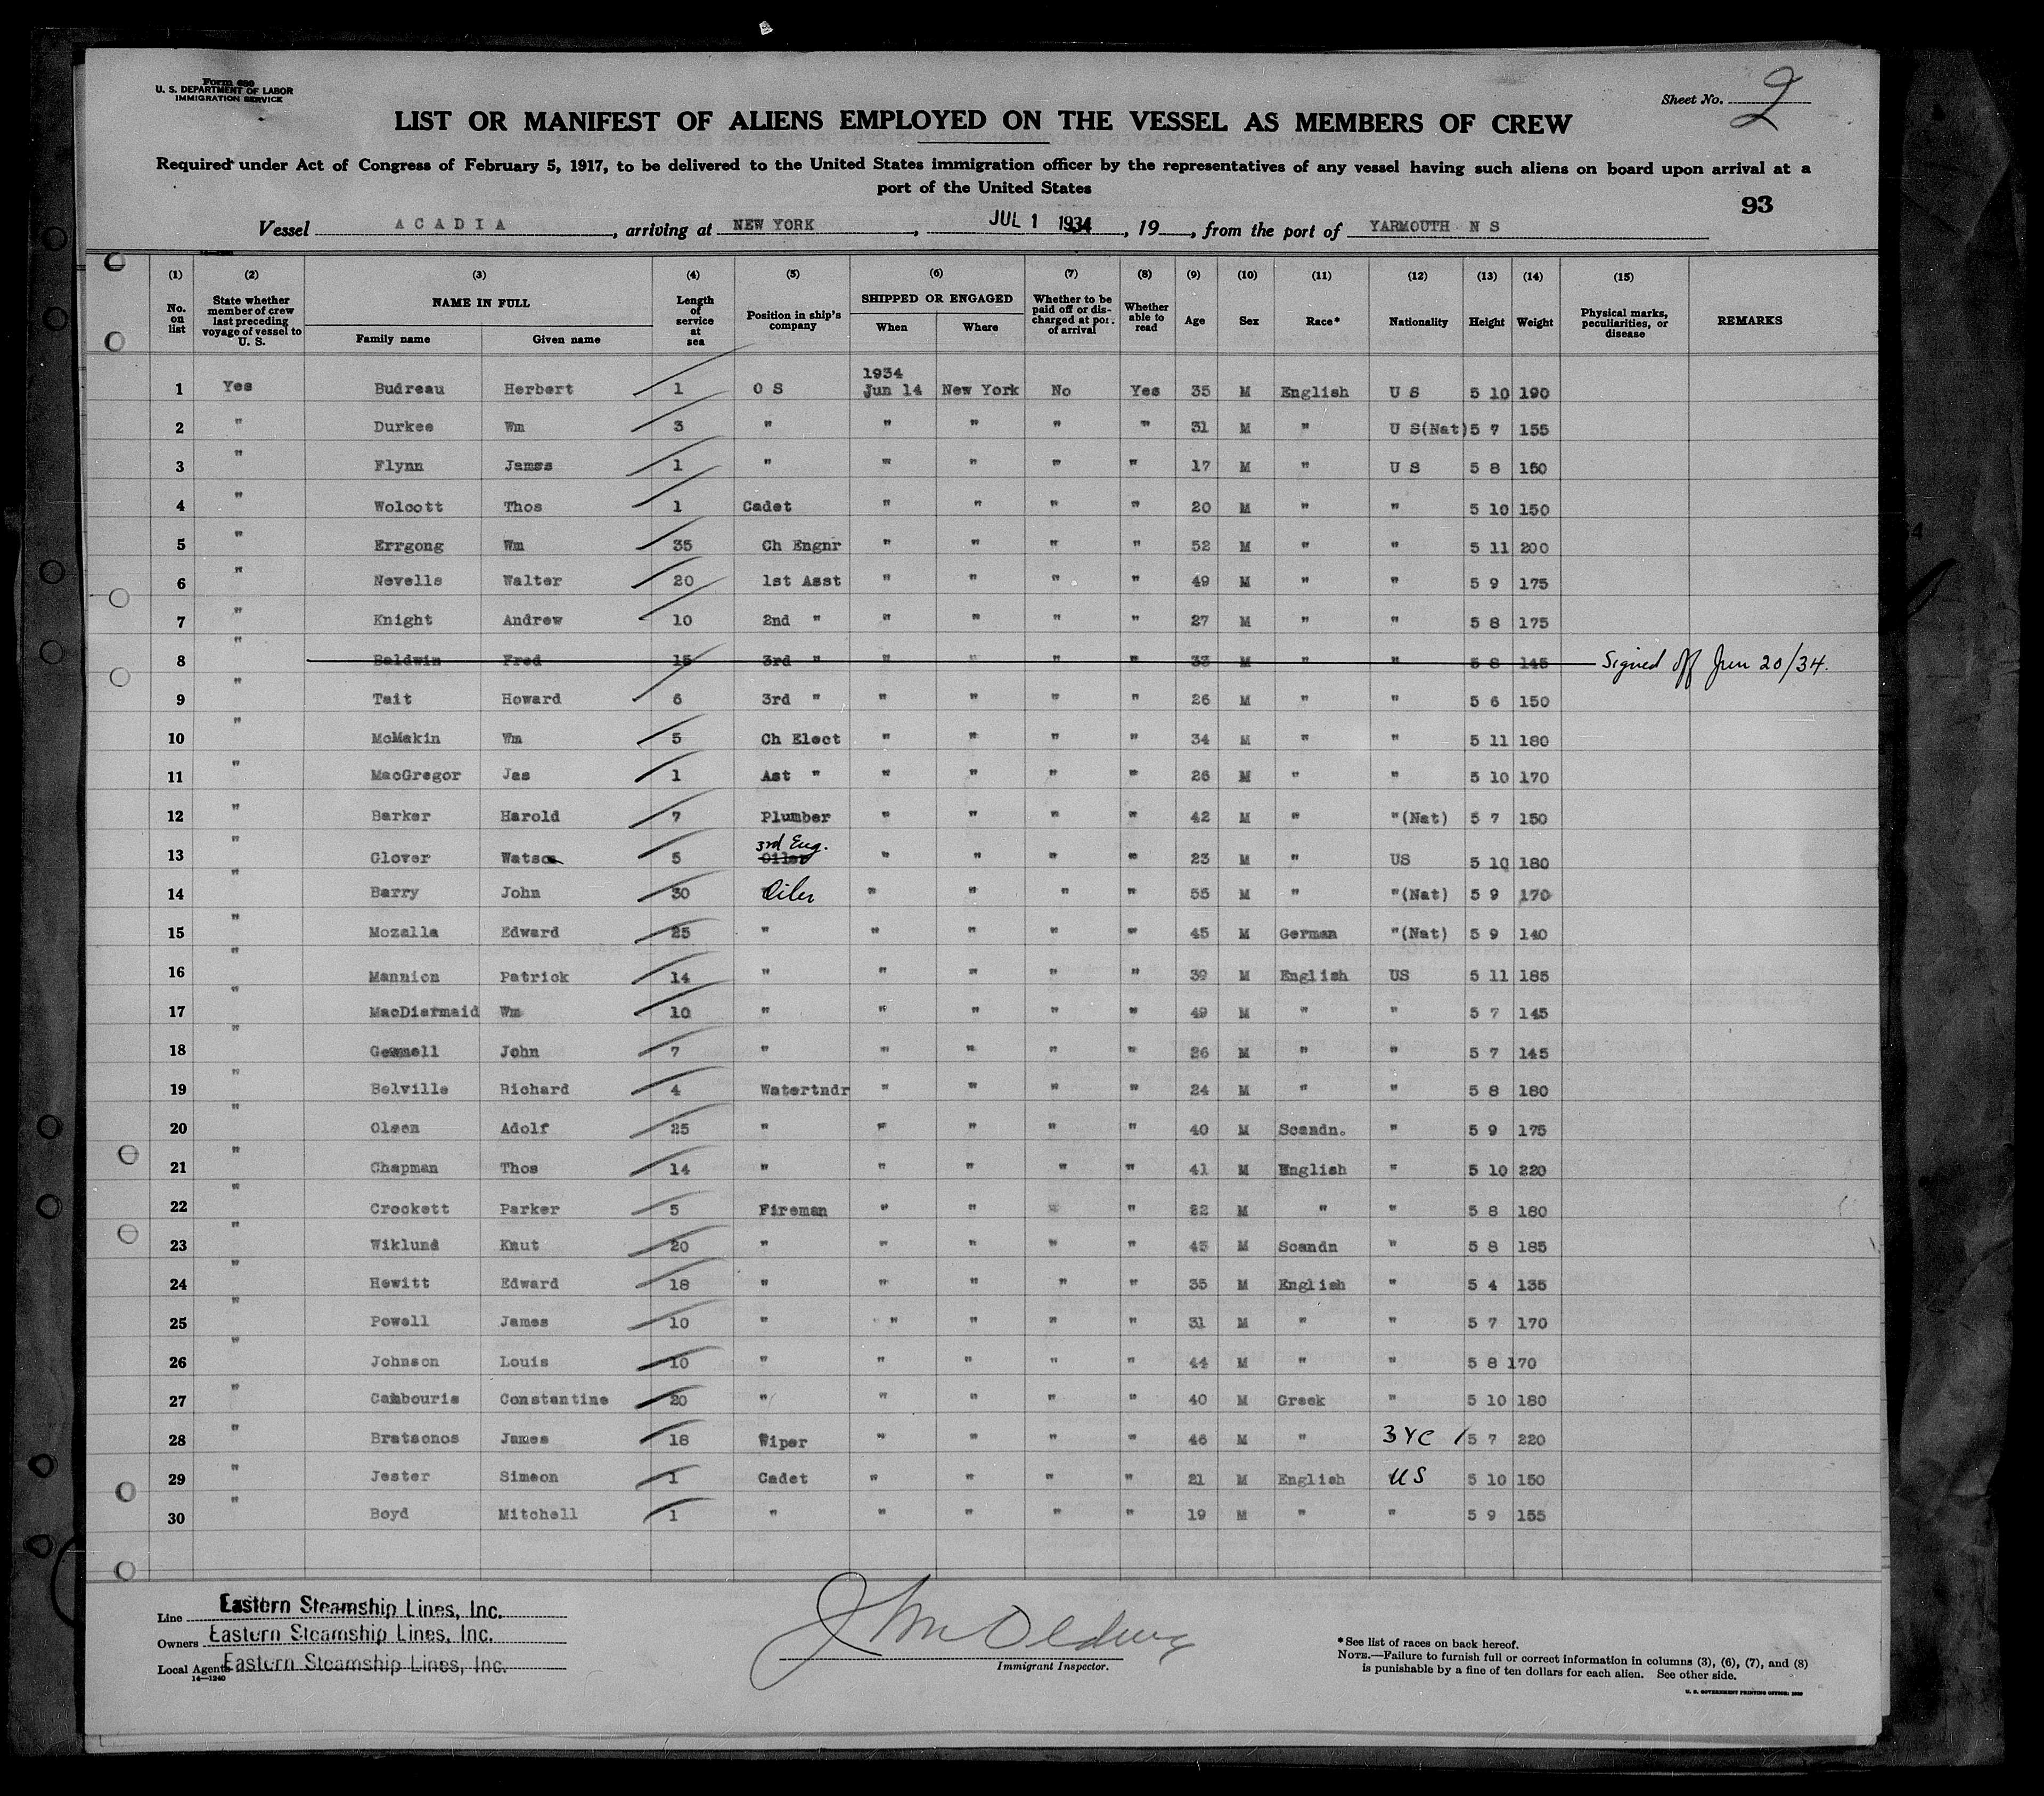 Form 680
U. S. DEPARTMENT OF LABOR
IMMIGRATION SERVICE
Sheet No. 2
LIST OR MANIFEST OF ALIENS EMPLOYED ON THE VESSEL AS MEMBERS OF CREW
Required under Act of Congress of February 5, 1917, to be delivered to the United States immigration officer by the representatives of any vessel having such aliens on board upon arrival at a
port of the United States
93
Vessel ACADIA, arriving at NEW YORK, JUL 1 1934, 19, from the port of YARMOUTH N S
(1) (2) (3) (4) (5) (6) (7) (8) (9) (10) (11) (12) (13) (14) (15)
No. on list State whether member of crew last preceding voyage of vessel to U. S. NAME IN FULL Family name Given name Length of service at sea Position in ship's company SHIPPED OR ENGAGED When Where Whether to be paid off or discharged at port of arrival Whether able to read Age Sex Race* Nationality Height Weight Physical marks, peculiarities, or disease REMARKS
1934
1 Yes Budreau Herbert 1 O S Jun 14 New York No Yes 35 M English U S 5 10 190
2 " Durkee Wm 3 " " " " " 31 M " U S(Nat) 5 7 155
3 " Flynn James 1 " " " " " 17 M " U S 5 8 150
4 " Wolcott Thos 1 Cadet " " " " 20 M " " 5 10 150
5 " Errgong Wm 35 Ch Engnr " " " " 52 M " " 5 11 200
6 " Nevells Walter 20 1st Asst " " " " 49 M " " 5 9 175
7 " Knight Andrew 10 2nd " " " " " 27 M " " 5 8 175
8 " Baldwin Fred 15 3rd " " " " " 33 M " " 5 8 145 Signed off Jun 20/34.
9 " Tait Howard 6 3rd " " " " " 26 M " " 5 6 150
10 " McMakin Wm 5 Ch Elect " " " " 34 M " " 5 11 180
11 " MacGregor Jas 1 Ast " " " " " 26 M " " 5 10 170
12 " Barker Harold 7 Plumber " " " " 42 M " "(Nat) 5 7 150
3rd Eng.
13 " Glover Watson 5 Oiler " " " " 23 M " US 5 10 180
14 " Barry John 30 Oiler " " " " 55 M " "(Nat) 5 9 170
15 " Mozalla Edward 25 " " " " " 45 M German "(Nat) 5 9 140
16 " Mannion Patrick 14 " " " " " 39 M English US 5 11 185
17 " MacDiarmaid Wm 10 " " " " " 49 M " " 5 7 145
18 " John 7 " " " " " 26 M " " 5 7 145
19 " Belville Richard 4 Watertndr " " " " 24 M " " 5 8 180
20 " Olsen Adolf 25 " " " " " 40 M Scandn. " 5 9 175
21 " Chapman Thos 14 " " " " " 41 M English " 5 10 220
22 " Crockett Parker 5 Fireman " " " " 22 M " " 5 8 180
23 " Wiklund Knut 20 " " " " " 45 M Scandn " 5 8 185
24 " Hewitt Edward 18 " " " " " 35 M English " 5 4 135
25 " Powell James 10 " " " " " 31 M " " 5 7 170
26 " Johnson Louis 10 " " " " " 44 M " " 5 8 170
27 " Cambouris Constantine 20 " " " " " 40 M Greek " 5 10 180
28 " Bratsonos James 18 Wiper " " " " 46 M " 3 YC / 5 7 220
29 " Jester Simeon 1 Cadet " " " " 21 M English US 5 10 150
30 " Boyd Mitchell 1 " " " " " 19 M " " 5 9 155
Line Eastern Steamship Lines, Inc.
Owners Eastern Steamship Lines, Inc.
Local Agents Eastern Steamship Lines, Inc.
14—1240
Immigrant Inspector.
*See list of races on back hereof.
NOTE.—Failure to furnish full or correct information in columns (3), (6), (7), and (8)
is punishable by a fine of ten dollars for each alien. See other side.